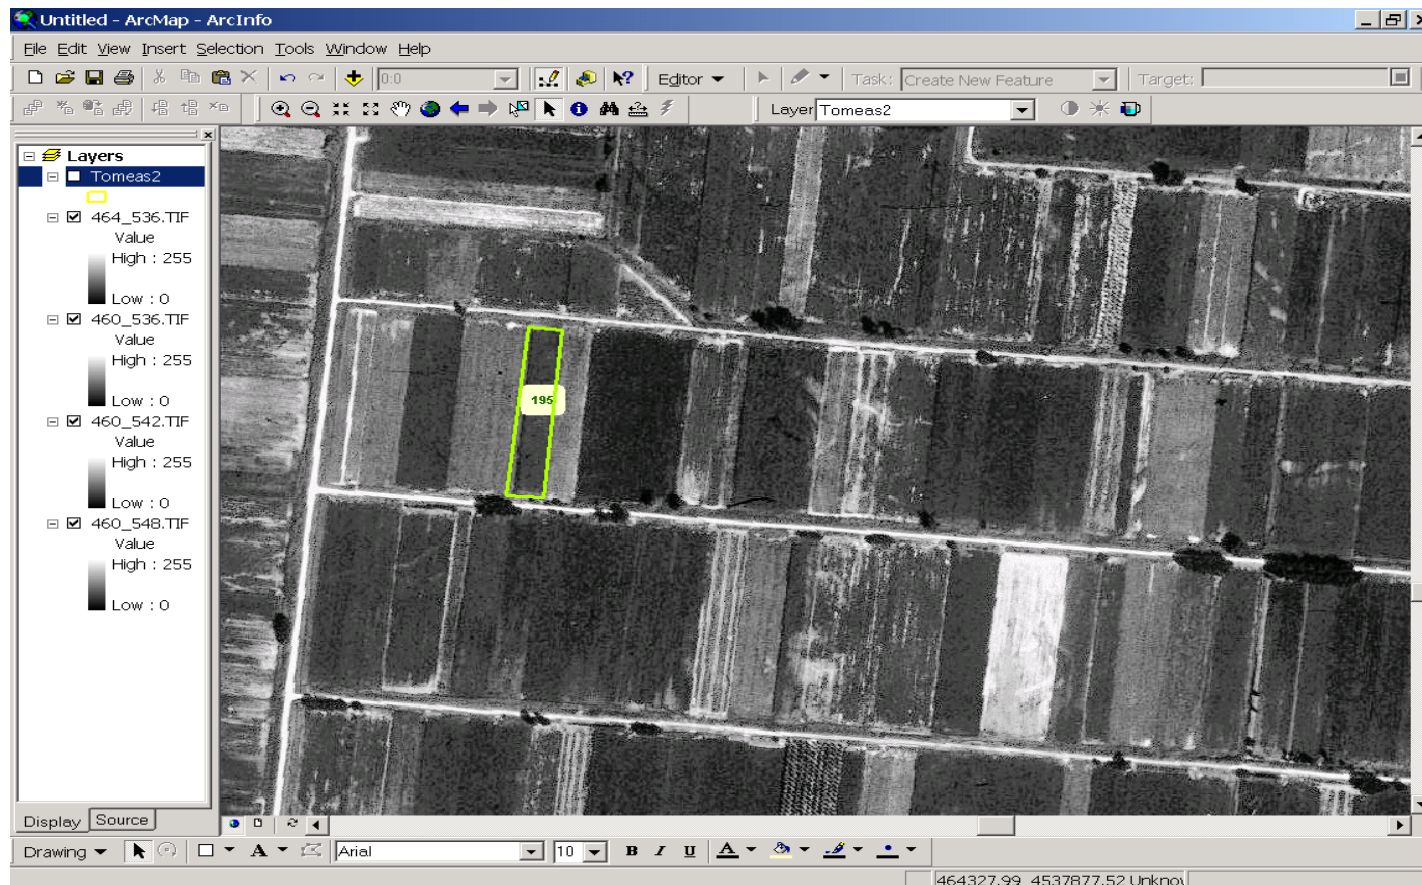 Untitled - ArcMap - ArcInfo
File Edit View Insert Selection Tools Window Help
0:0 Editor Task: Create New Feature Target:
Layer Tomeas2
Layers
Tomeas2
464_536.TIF
Value
High : 255
Low : 0
460_536.TIF
Value
High : 255
Low : 0
460_542.TIF
Value
High : 255
Low : 0
460_548.TIF
Value
High : 255
Low : 0
195
Display Source
Drawing A Arial 10 B I U A
464327.99 4537877.52 Unknov